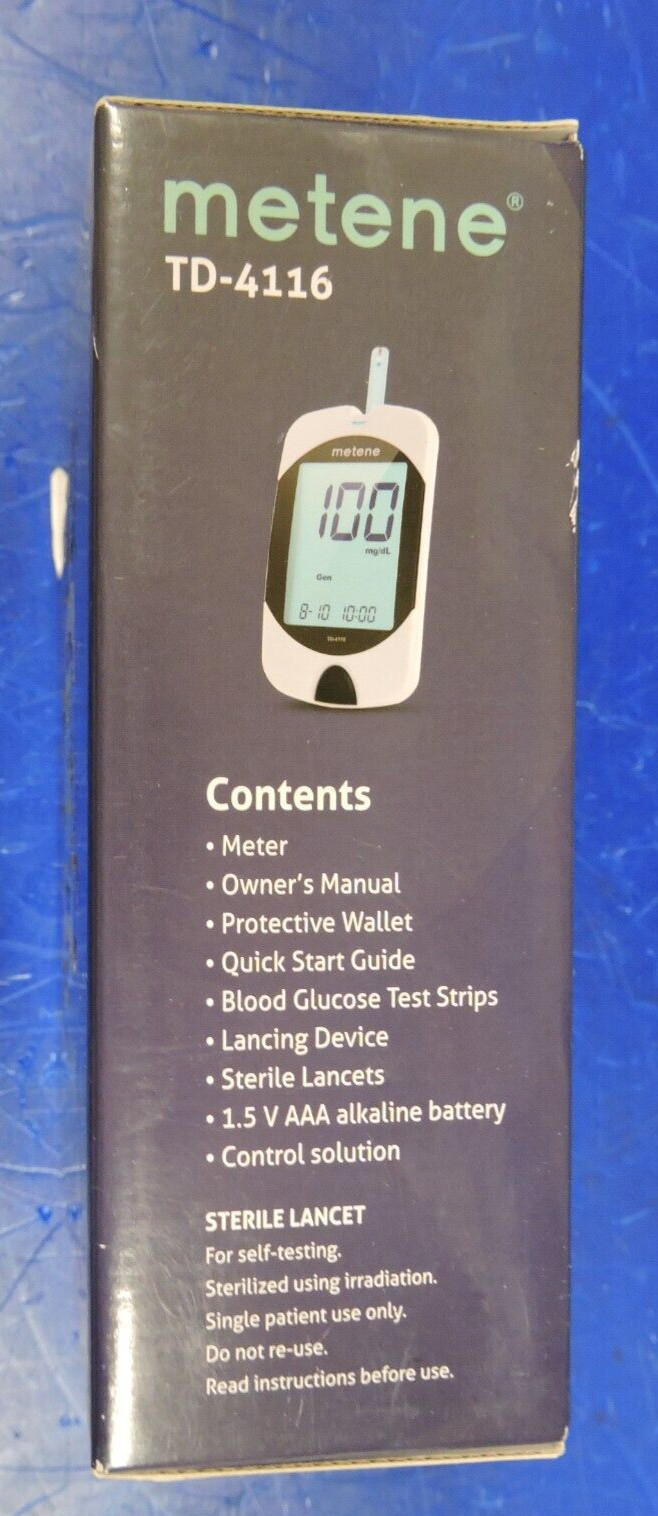 metene®
TD-4116
metene
100
mg/dL
Gen
8-10 10:00
TD-4116
Contents
• Meter
• Owner's Manual
• Protective Wallet
• Quick Start Guide
• Blood Glucose Test Strips
• Lancing Device
• Sterile Lancets
• 1.5 V AAA alkaline battery
• Control solution
STERILE LANCET
For self-testing.
Sterilized using irradiation.
Single patient use only.
Do not re-use.
Read instructions before use.